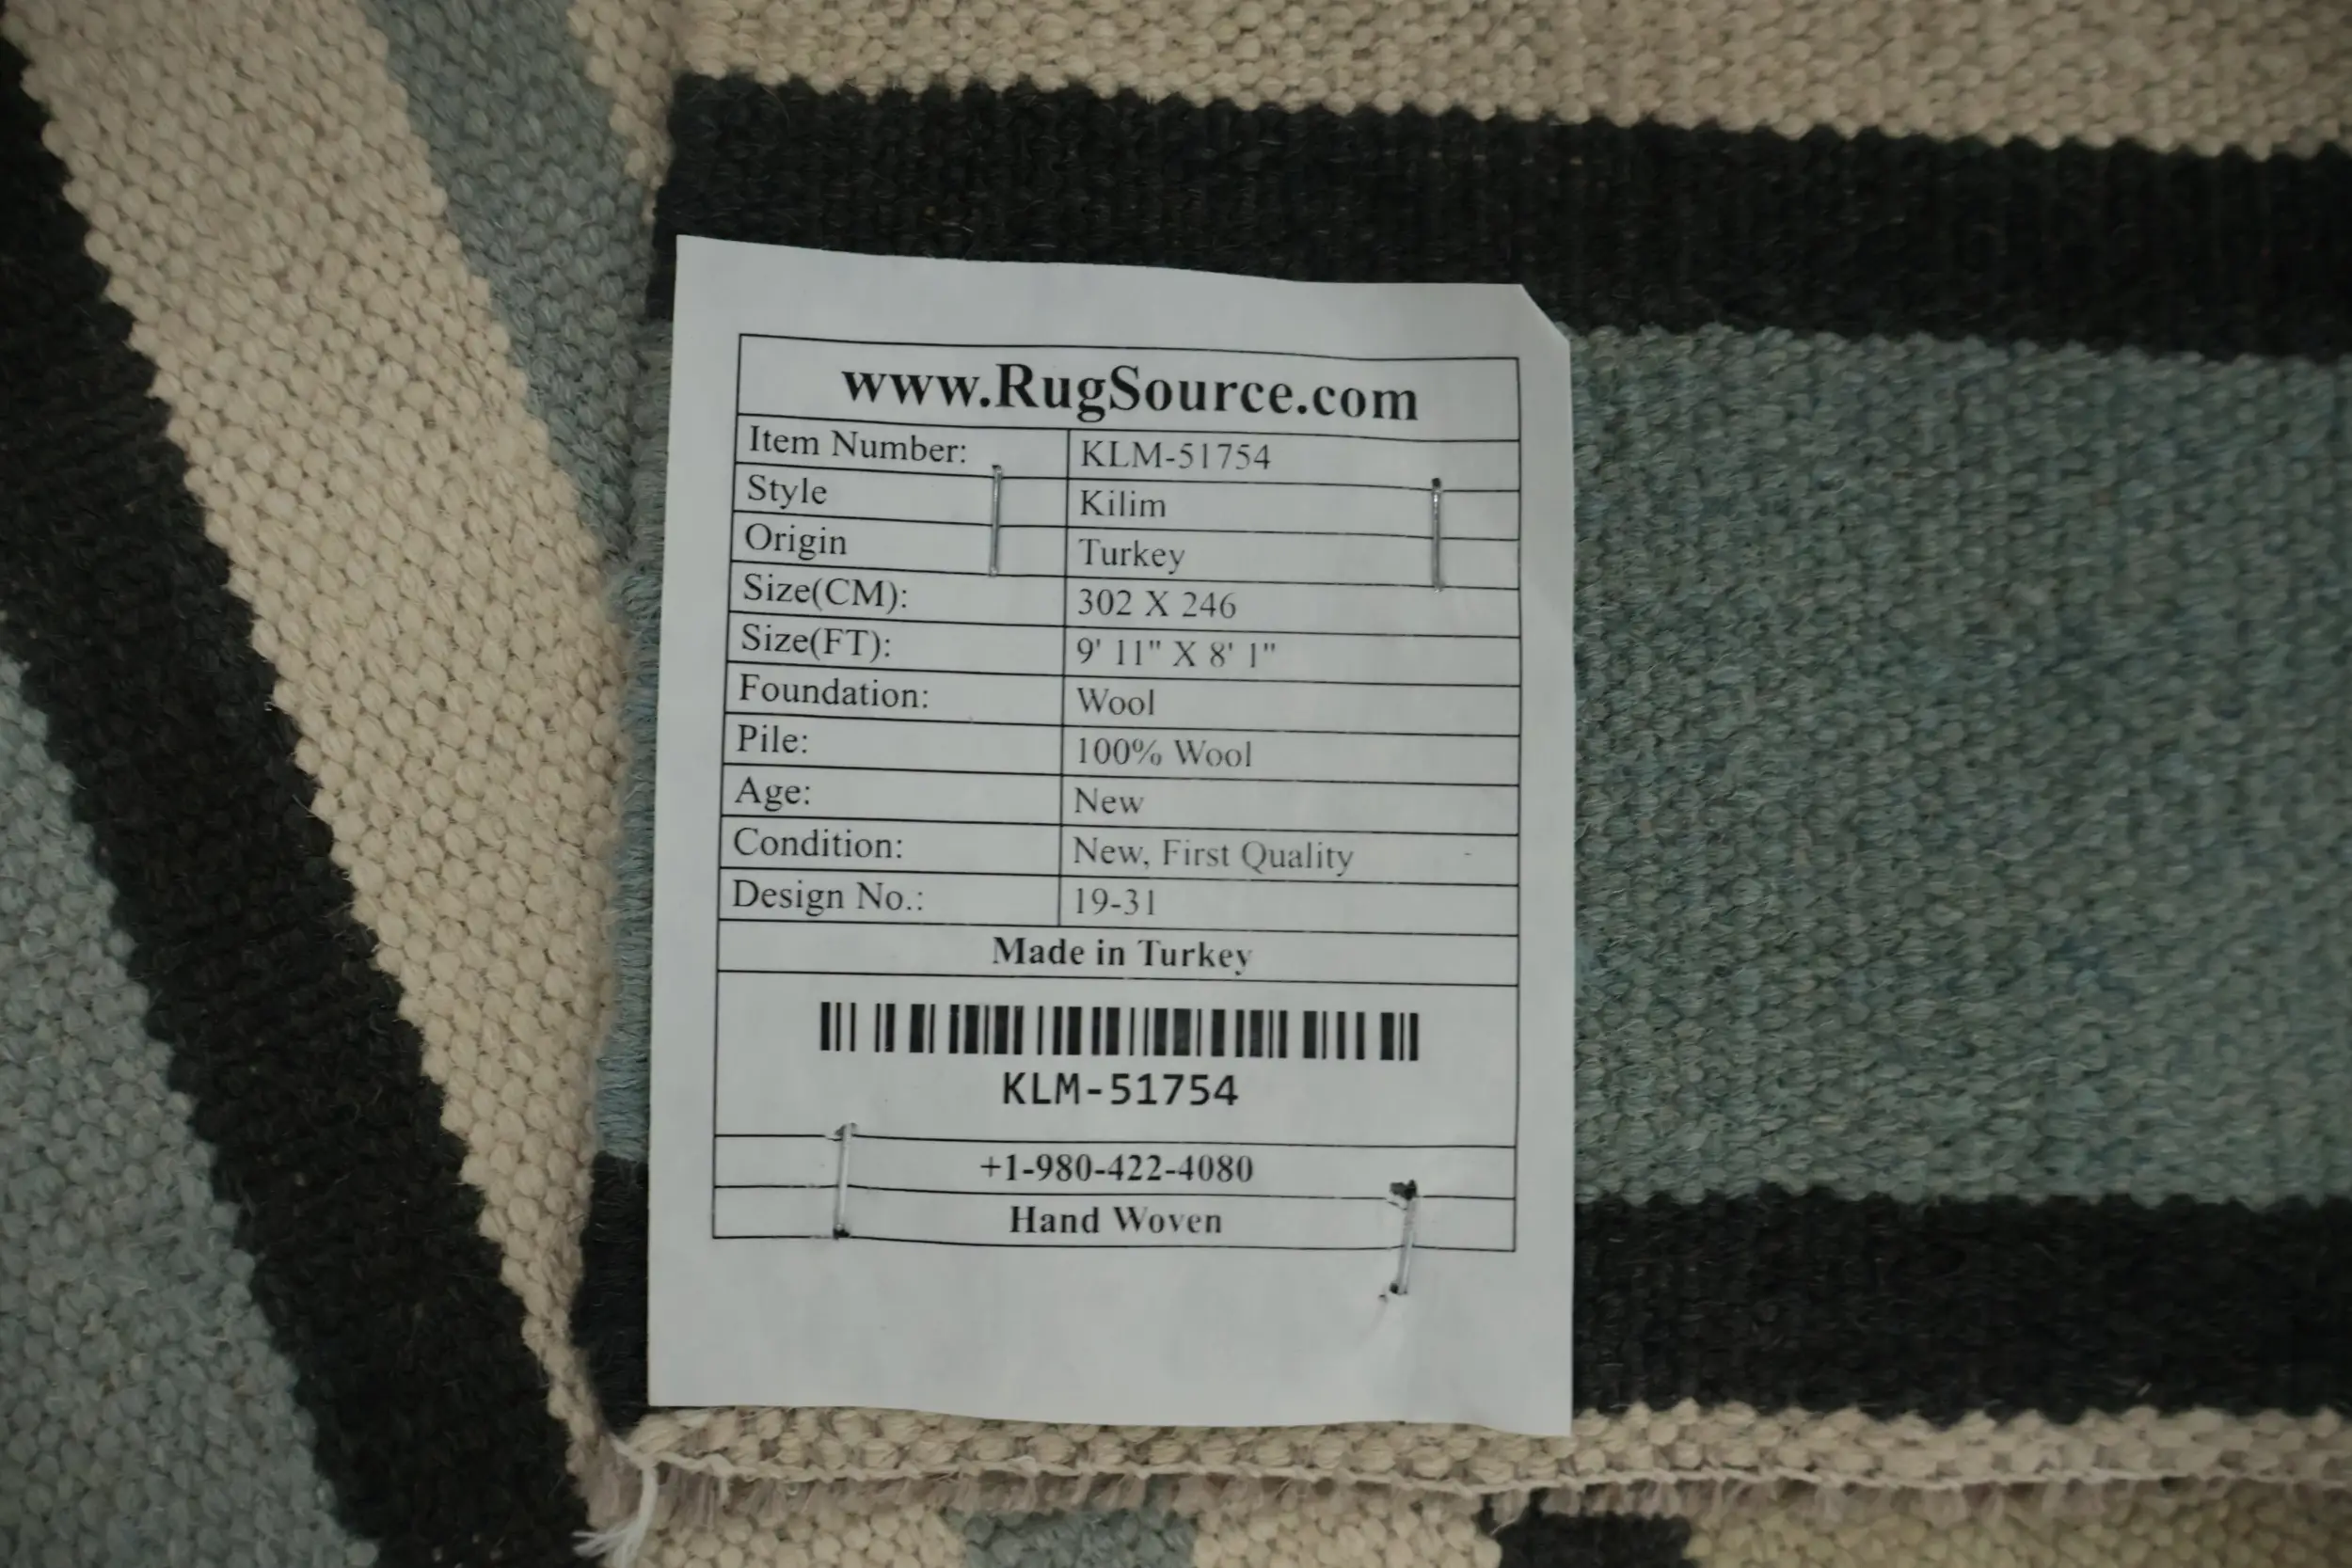 www.RugSource.com
Item Number: KLM-51754
Style Kilim
Origin Turkey
Size(CM): 302 X 246
Size(FT): 9' 11" X 8' 1"
Foundation: Wool
Pile: 100% Wool
Age: New
Condition: New, First Quality -
Design No.: 19-31
Made in Turkey
KLM-51754
+1-980-422-4080
Hand Woven